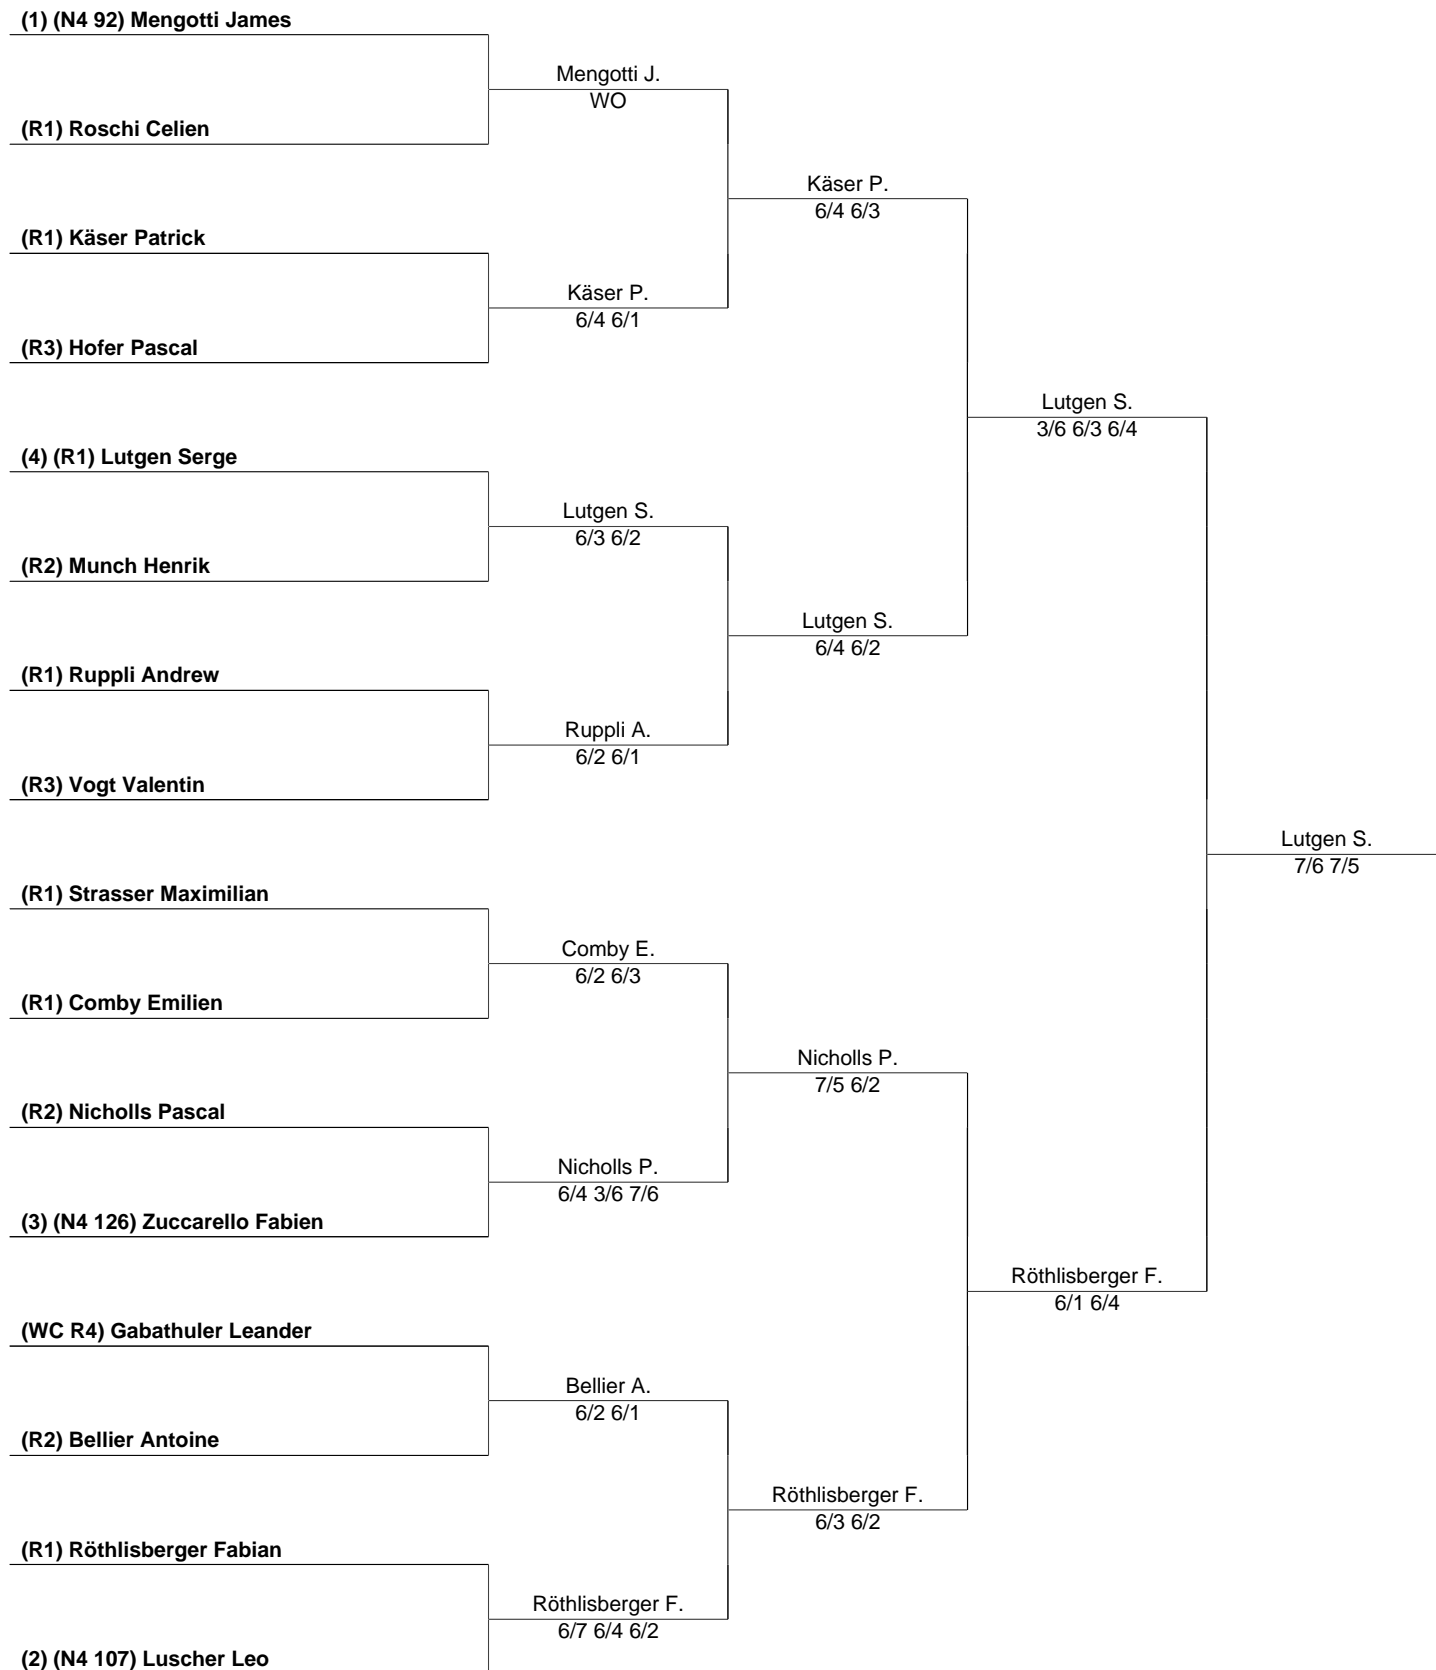 (1) (N4 92) Mengotti James
Mengotti J.
WO
(R1) Roschi Celien
Käser P.
6/4 6/3
(R1) Käser Patrick
Käser P.
6/4 6/1
(R3) Hofer Pascal
Lutgen S.
3/6 6/3 6/4
(4) (R1) Lutgen Serge
Lutgen S.
6/3 6/2
(R2) Munch Henrik
Lutgen S.
6/4 6/2
(R1) Ruppli Andrew
Ruppli A.
6/2 6/1
(R3) Vogt Valentin
Lutgen S.
7/6 7/5
(R1) Strasser Maximilian
Comby E.
6/2 6/3
(R1) Comby Emilien
Nicholls P.
7/5 6/2
(R2) Nicholls Pascal
Nicholls P.
6/4 3/6 7/6
(3) (N4 126) Zuccarello Fabien
Röthlisberger F.
6/1 6/4
(WC R4) Gabathuler Leander
Bellier A.
6/2 6/1
(R2) Bellier Antoine
Röthlisberger F.
6/3 6/2
(R1) Röthlisberger Fabian
Röthlisberger F.
6/7 6/4 6/2
(2) (N4 107) Luscher Leo